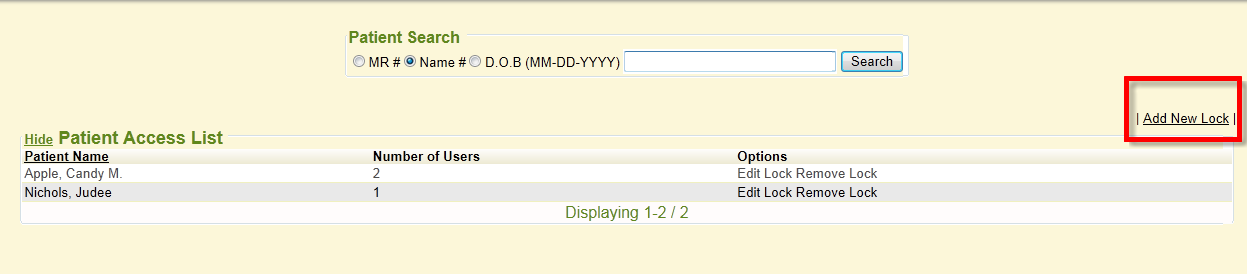 Patient Search
MR # Name # D.O.B (MM-DD-YYYY) Search
| Add New Lock |
Hide Patient Access List
Patient Name Number of Users Options
Apple, Candy M. 2 Edit Lock Remove Lock
Nichols, Judee 1 Edit Lock Remove Lock
Displaying 1-2 / 2